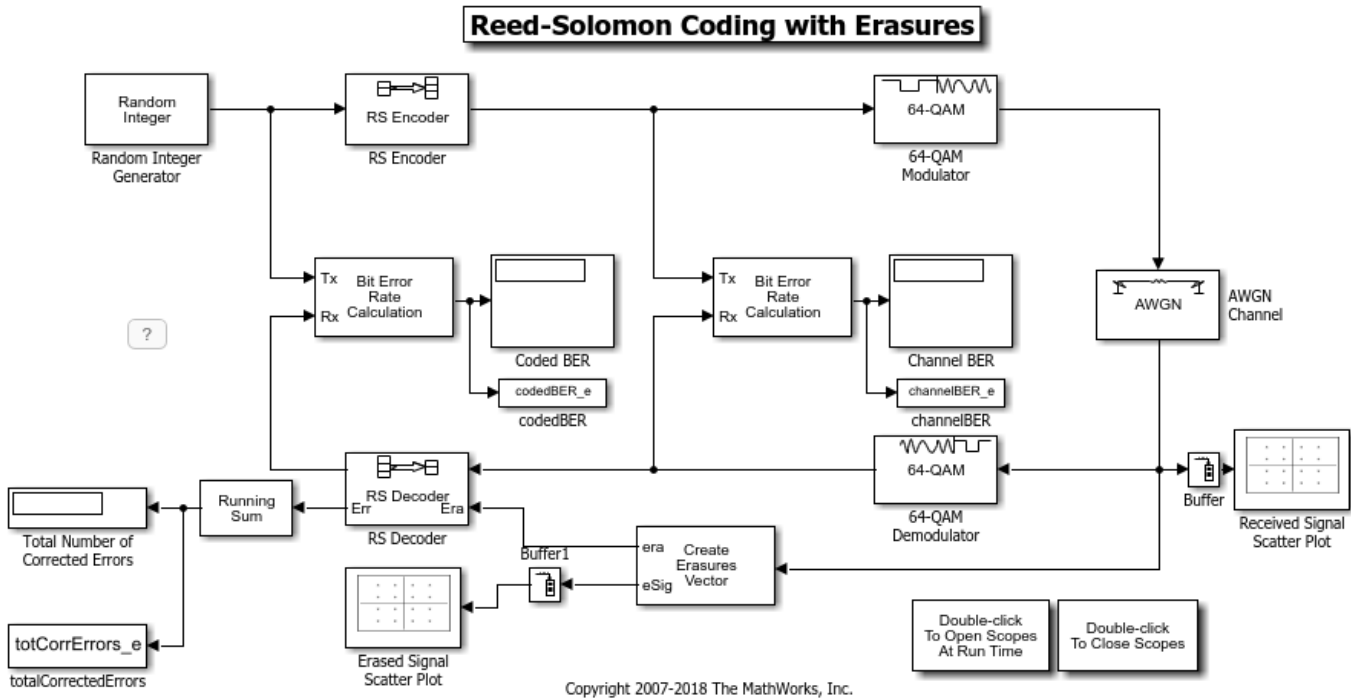 Reed-Solomon Coding with Erasures
Random
Integer
Random Integer
Generator
RS Encoder
RS Encoder
64-QAM
64-QAM
Modulator
Tx
Rx
Bit Error
Rate
Calculation
Coded BER
codedBER_e
codedBER
Tx
Rx
Bit Error
Rate
Calculation
Channel BER
channelBER_e
channelBER
AWGN
AWGN
Channel
?
RS Decoder
Err
Era
RS Decoder
64-QAM
64-QAM
Demodulator
Buffer
Received Signal
Scatter Plot
Running
Sum
Total Number of
Corrected Errors
totCorrErrors_e
totalCorrectedErrors
Buffer1
era
eSig
Create
Erasures
Vector
Erased Signal
Scatter Plot
Double-click
To Open Scopes
At Run Time
Double-click
To Close Scopes
Copyright 2007-2018 The MathWorks, Inc.